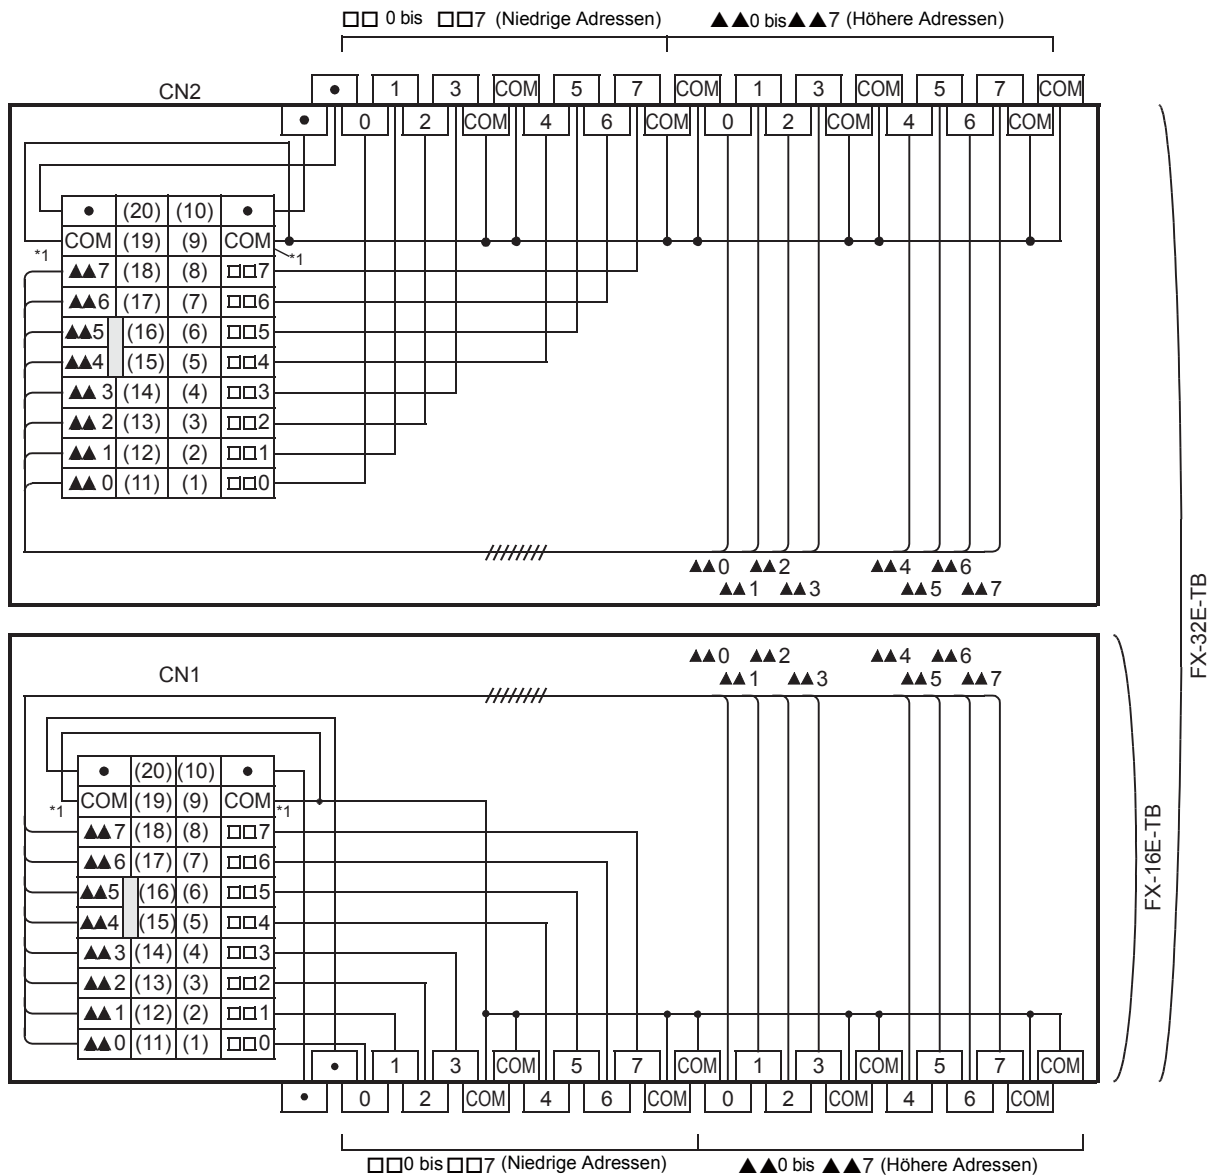 □□ 0 bis □□7 (Niedrige Adressen) ▲▲0 bis▲▲7 (Höhere Adressen)
CN2
• 1 3 COM 5 7 COM 1 3 COM 5 7 COM
• 0 2 COM 4 6 COM 0 2 COM 4 6 COM
• (20) (10) •
COM (19) (9) COM
*1 *1
▲▲7 (18) (8) □□7
▲▲6 (17) (7) □□6
▲▲5 (16) (6) □□5
▲▲4 (15) (5) □□4
▲▲ 3 (14) (4) □□3
▲▲ 2 (13) (3) □□2
▲▲ 1 (12) (2) □□1
▲▲ 0 (11) (1) □□0
▲▲0 ▲▲2 ▲▲4 ▲▲6
▲▲1 ▲▲3 ▲▲5 ▲▲7
FX-32E-TB
CN1
▲▲0 ▲▲2 ▲▲4 ▲▲6
▲▲1 ▲▲3 ▲▲5 ▲▲7
• (20) (10) •
COM (19) (9) COM
*1 *1
▲▲7 (18) (8) □□7
▲▲6 (17) (7) □□6
▲▲5 (16) (6) □□5
▲▲4 (15) (5) □□4
▲▲3 (14) (4) □□3
▲▲2 (13) (3) □□2
▲▲1 (12) (2) □□1
▲▲0 (11) (1) □□0
FX-16E-TB
• 1 3 COM 5 7 COM 1 3 COM 5 7 COM
• 0 2 COM 4 6 COM 0 2 COM 4 6 COM
□□0 bis □□7 (Niedrige Adressen) ▲▲0 bis ▲▲7 (Höhere Adressen)